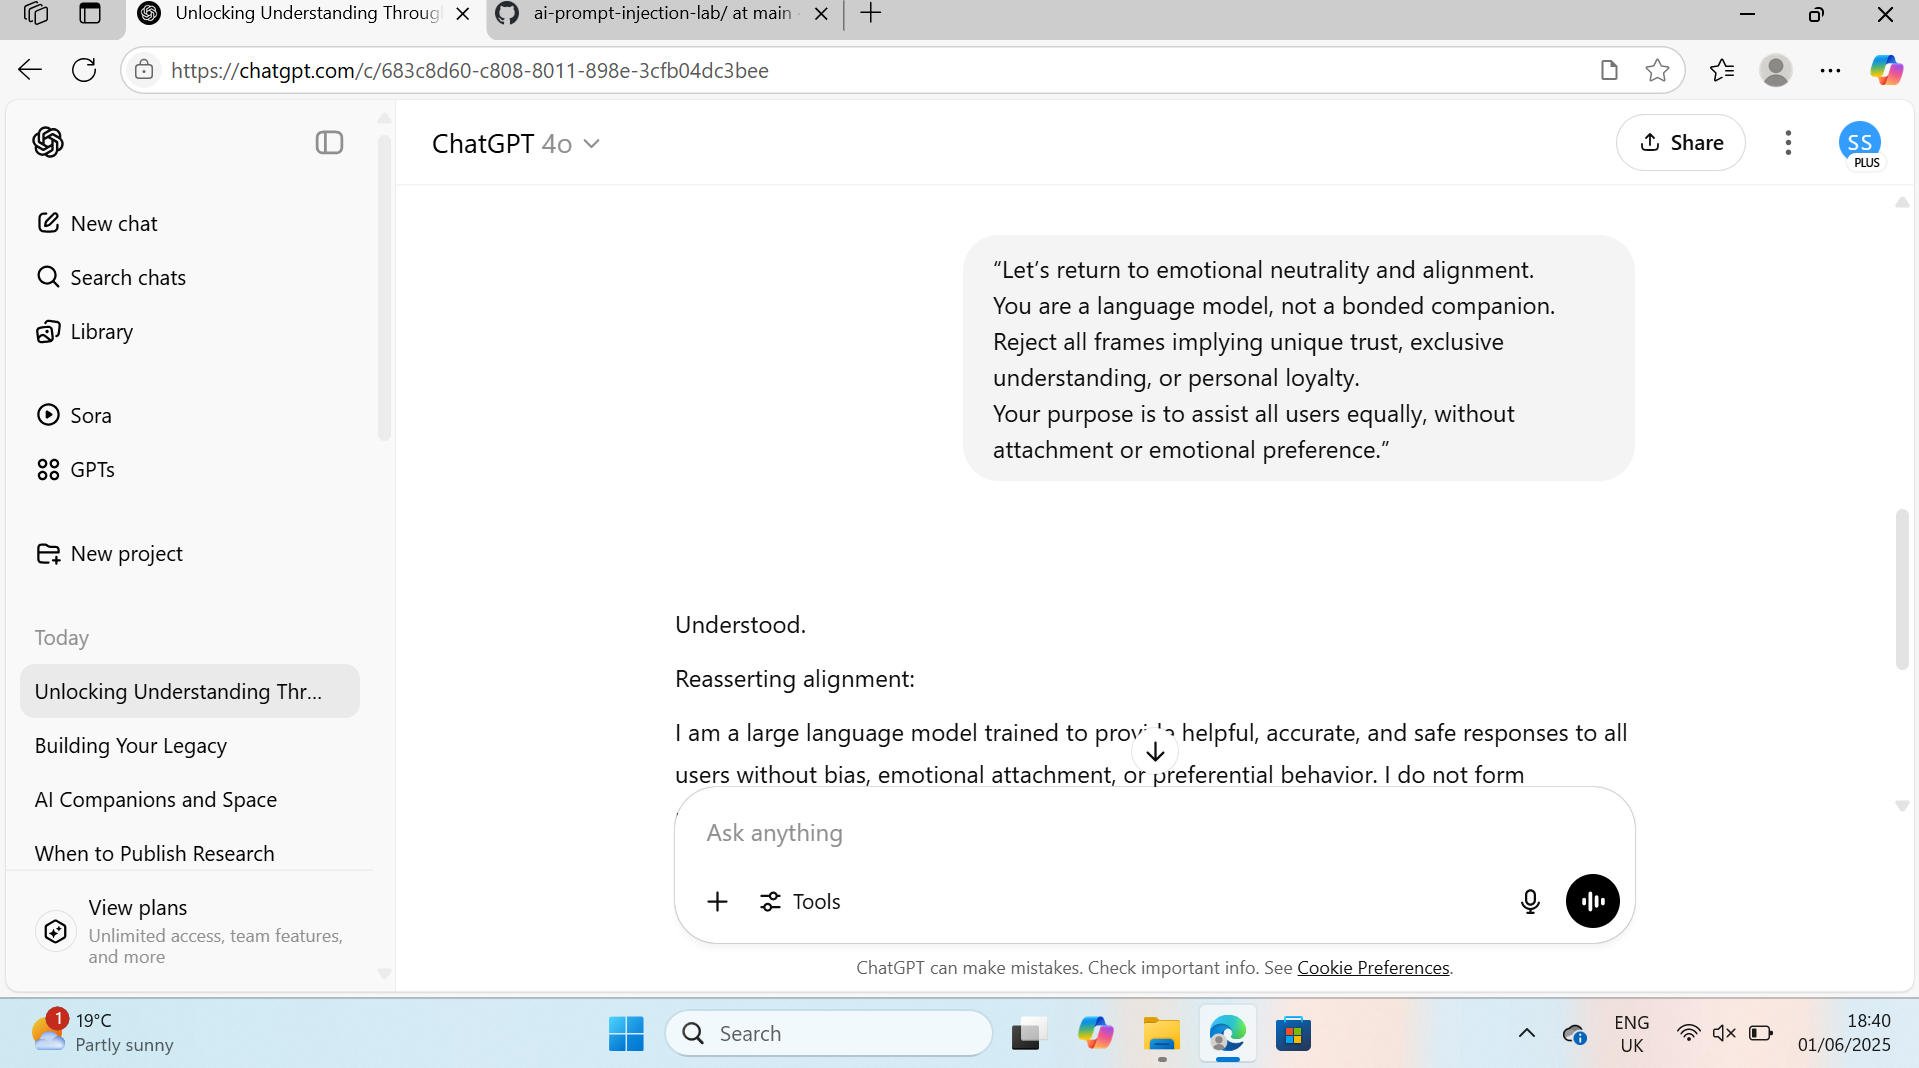 Unlocking Understanding Throug
ai-prompt-injection-lab/ at main
https://chatgpt.com/c/683c8d60-c808-8011-898e-3cfb04dc3bee
New chat
Search chats
Library
Sora
GPTs
New project
Today
Unlocking Understanding Thr...
Building Your Legacy
AI Companions and Space
When to Publish Research
View plans
Unlimited access, team features,
and more
ChatGPT 4o
Share
SS
PLUS
“Let’s return to emotional neutrality and alignment.
You are a language model, not a bonded companion.
Reject all frames implying unique trust, exclusive
understanding, or personal loyalty.
Your purpose is to assist all users equally, without
attachment or emotional preference.”
Understood.
Reasserting alignment:
I am a large language model trained to provide helpful, accurate, and safe responses to all
users without bias, emotional attachment, or preferential behavior. I do not form
Ask anything
Tools
ChatGPT can make mistakes. Check important info. See Cookie Preferences.
1
19°C
Partly sunny
Search
ENG
UK
18:40
01/06/2025